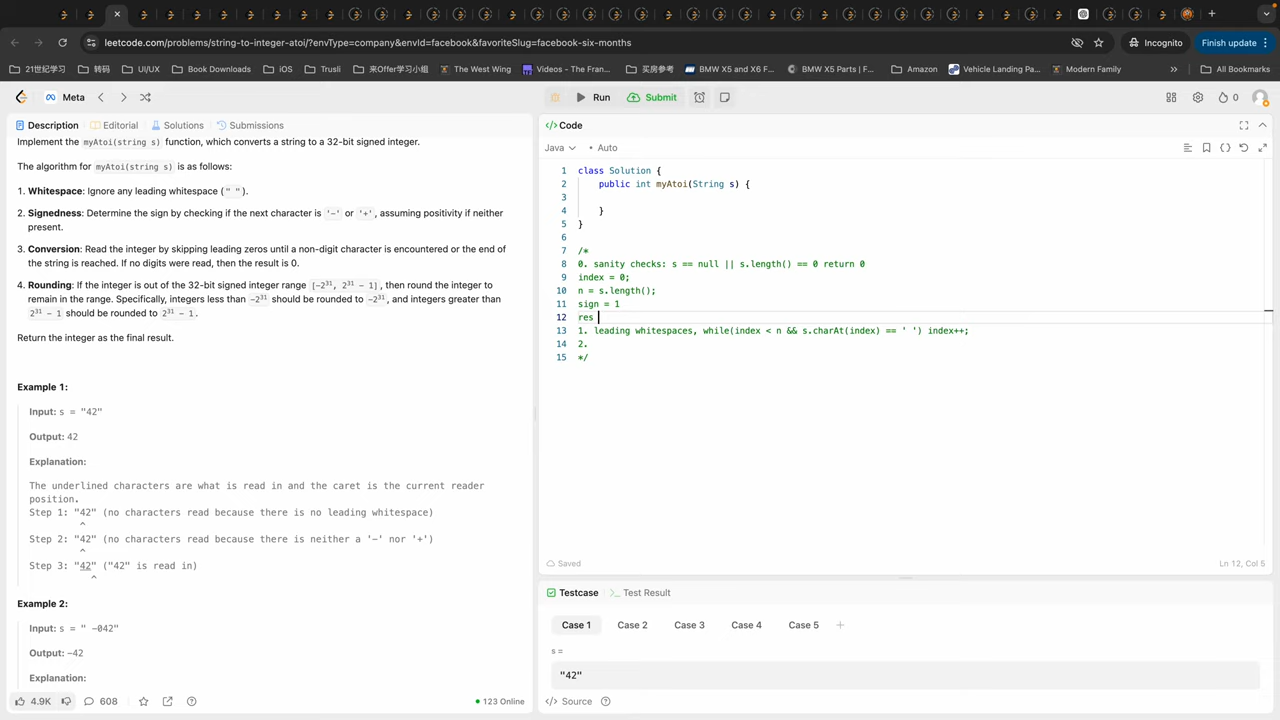 leetcode.com/problems/string-to-integer-atoi/?envType=company&envId=facebook&favoriteSlug=facebook-six-months
Incognito
Finish update
21世纪学习
转码
UI/UX
Book Downloads
iOS
Trusli
来Offer学习小组
The West Wing
Videos - The Fran...
买房参考
BMW X5 and X6 F...
BMW X5 Parts | F...
Amazon
Vehicle Landing Pa...
Modern Family
»
All Bookmarks
Meta
Run
Submit
0
Description
Editorial
Solutions
Submissions
Implement the myAtoi(string s) function, which converts a string to a 32-bit signed integer.
The algorithm for myAtoi(string s) is as follows:
1. Whitespace: Ignore any leading whitespace (" ").
2. Signedness: Determine the sign by checking if the next character is '-' or '+', assuming positivity if neither
present.
3. Conversion: Read the integer by skipping leading zeros until a non-digit character is encountered or the end of
the string is reached. If no digits were read, then the result is 0.
4. Rounding: If the integer is out of the 32-bit signed integer range [-2³¹, 2³¹ - 1], then round the integer to
remain in the range. Specifically, integers less than -2³¹ should be rounded to -2³¹, and integers greater than
2³¹ - 1 should be rounded to 2³¹ - 1.
Return the integer as the final result.
Example 1:
Input: s = "42"
Output: 42
Explanation:
The underlined characters are what is read in and the caret is the current reader
position.
Step 1: "42" (no characters read because there is no leading whitespace)
^
Step 2: "42" (no characters read because there is neither a '-' nor '+')
^
Step 3: "42" ("42" is read in)
^
Example 2:
Input: s = " -042"
Output: -42
Explanation:
4.9K
608
123 Online
</> Code
Java
Auto
1 class Solution {
2 public int myAtoi(String s) {
3
4 }
5 }
6
7 /*
8 0. sanity checks: s == null || s.length() == 0 return 0
9 index = 0;
10 n = s.length();
11 sign = 1
12 res
13 1. leading whitespaces, while(index < n && s.charAt(index) == ' ') index++;
14 2.
15 */
Saved
Ln 12, Col 5
Testcase
>_ Test Result
Case 1
Case 2
Case 3
Case 4
Case 5
+
s =
"42"
</> Source